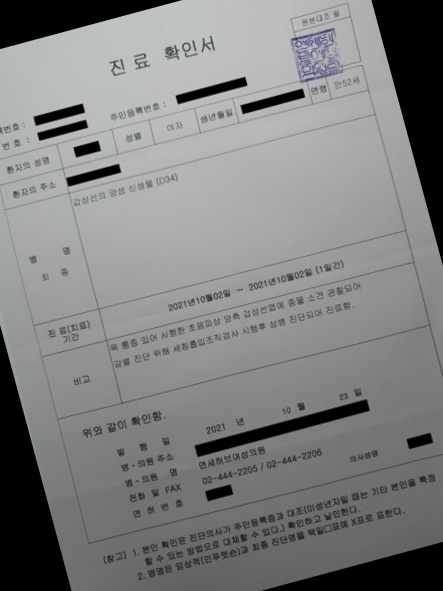 원본대조 필
진료 확인서
록번호 :
주민등록번호 :
번호 :
환자의 성명
성별
여자
생년월일
연령
만52세
환자의 주소
병 명
최 종
갑상선의 양성 신생물 (D34)
진 료(치료)
기간
2021년10월02일 ~ 2021년10월02일 (1일간)
비고
목 통증 있어 시행한 초음파상 양측 갑상선엽에 종물 소견 관찰되어
감별 진단 위해 세침흡입조직검사 시행후 상병 진단되어 진료함.
위와 같이 확인함.
발 행 일
2021 년 10 월 23 일
병·의원 주소
병·의원 명
연세허브여성의원
전화 및 FAX
02-444-2205 / 02-444-2206
면 허 번 호
의사성명
(참고) 1. 본인 확인은 진단의사가 주민등록증과 대조(미성년자일 때는 기타 본인을 특정
할 수 있는 방법으로 대체할 수 있다.) 확인하고 날인한다.
2. 병명은 임상적(인푸렛숀)과 최종 진단명을 택일□표에 X표로 표한다.